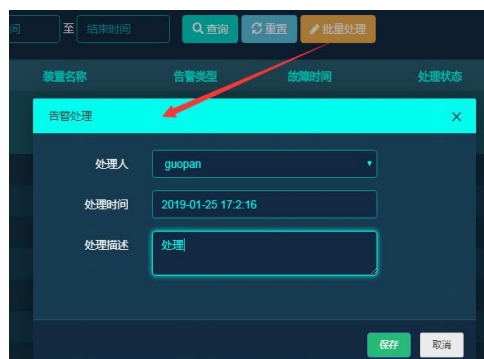 间 至 结束时间 查询 重置 批量处理
装置名称 告警类型 故障时间 处理状态
告警处理 ×
处理人 guopan
处理时间 2019-01-25 17:2:16
处理描述 处理
保存 取消